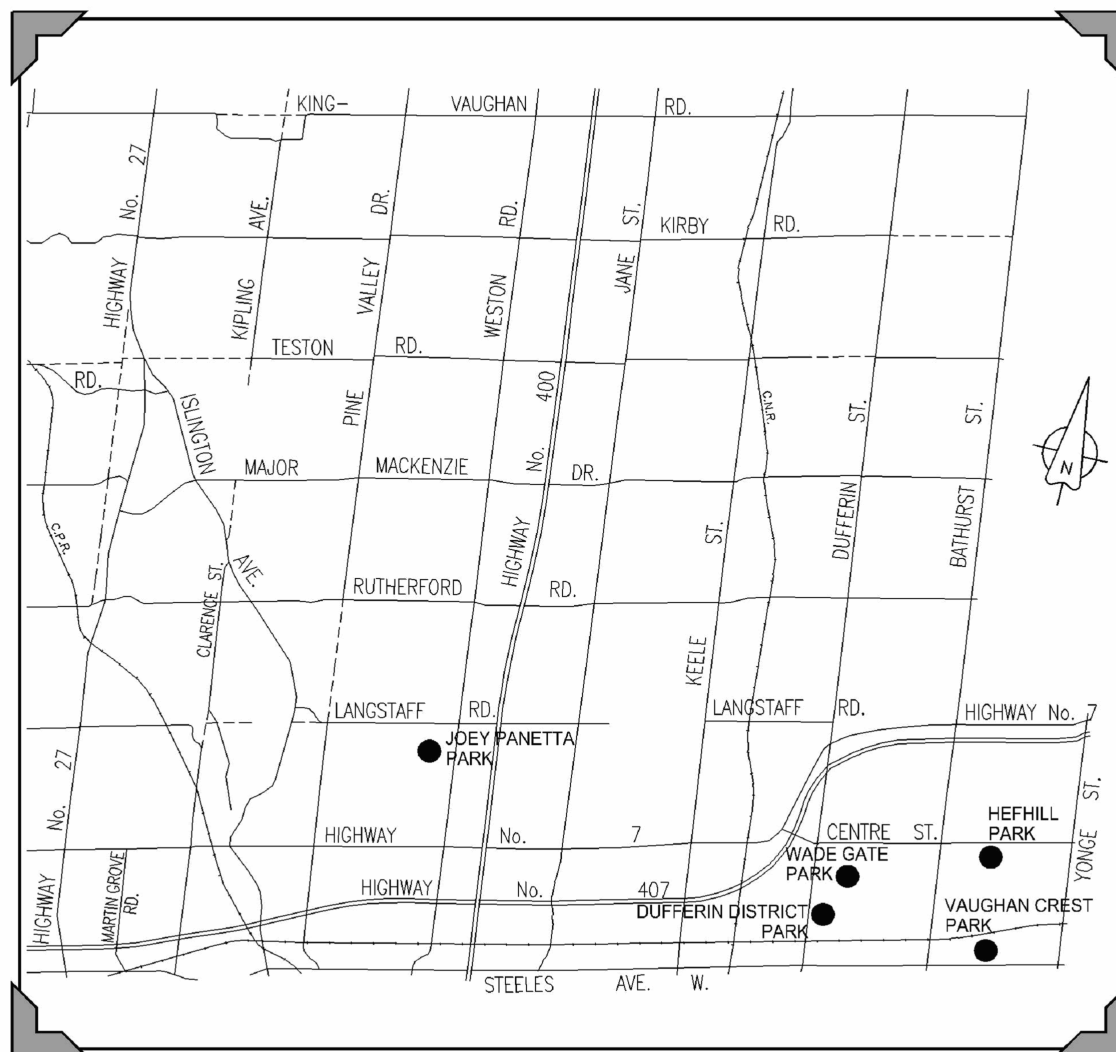 KING- VAUGHAN RD.
HIGHWAY No. 27
KIPLING AVE.
PINE VALLEY DR.
WESTON RD.
JANE ST.
KIRBY RD.
TESTON RD.
RD.
ISLINGTON AVE.
HIGHWAY No. 400
C.N.R.
MAJOR MACKENZIE DR.
KEELE ST.
DUFFERIN ST.
BATHURST ST.
N
C.P.R.
CLARENCE ST.
RUTHERFORD RD.
LANGSTAFF RD.
LANGSTAFF RD.
HIGHWAY No. 7
JOEY PANETTA
PARK
HIGHWAY No. 27
MARTIN GROVE
RD.
HIGHWAY No. 7
CENTRE ST.
HEFHILL
PARK
YONGE ST.
WADE GATE
PARK
HIGHWAY No. 407
DUFFERIN DISTRICT
PARK
VAUGHAN CREST
PARK
STEELES AVE. W.